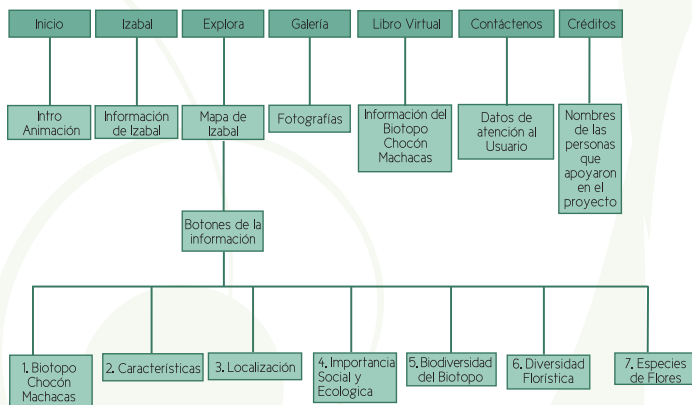 Inicio
Izabal
Explora
Galería
Libro Virtual
Contáctenos
Créditos
Intro
Animación
Información
de Izabal
Mapa de
Izabal
Fotografías
Información del
Biotopo
Chocón
Machacas
Datos de
atención al
Usuario
Nombres
de las
personas
que
apoyaron
en el
proyecto
Botones de la
información
1. Biotopo
Chocón
Machacas
2. Características
3. Localización
4. Importancia
Social y
Ecologica
5. Biodiversidad
del Biotopo
6. Diversidad
Florística
7. Especies
de Flores